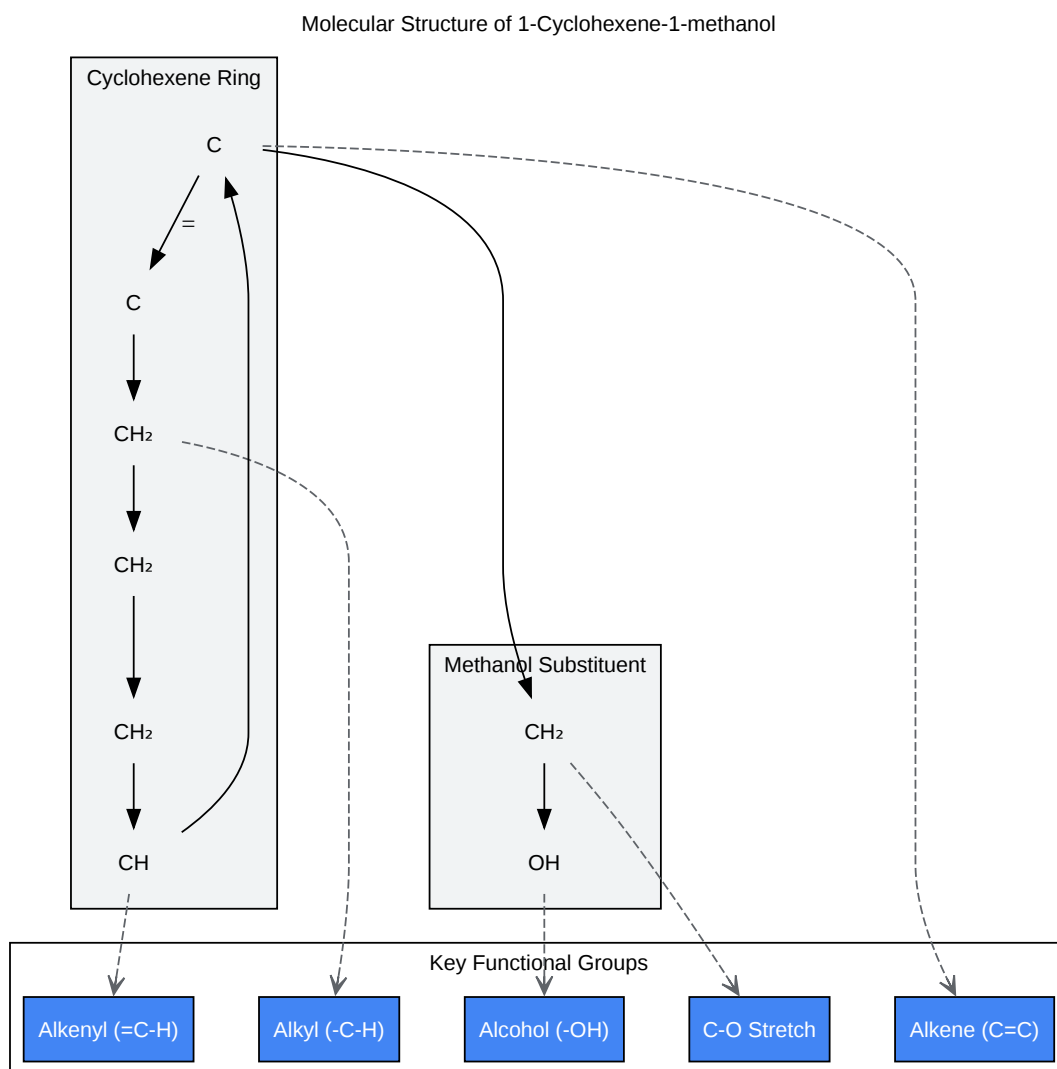 Molecular Structure of 1-Cyclohexene-1-methanol
Cyclohexene Ring
C
=
C
CH₂
CH₂
Methanol Substituent
CH₂
CH₂
CH
OH
Key Functional Groups
Alkenyl (=C-H)
Alkyl (-C-H)
Alcohol (-OH)
C-O Stretch
Alkene (C=C)